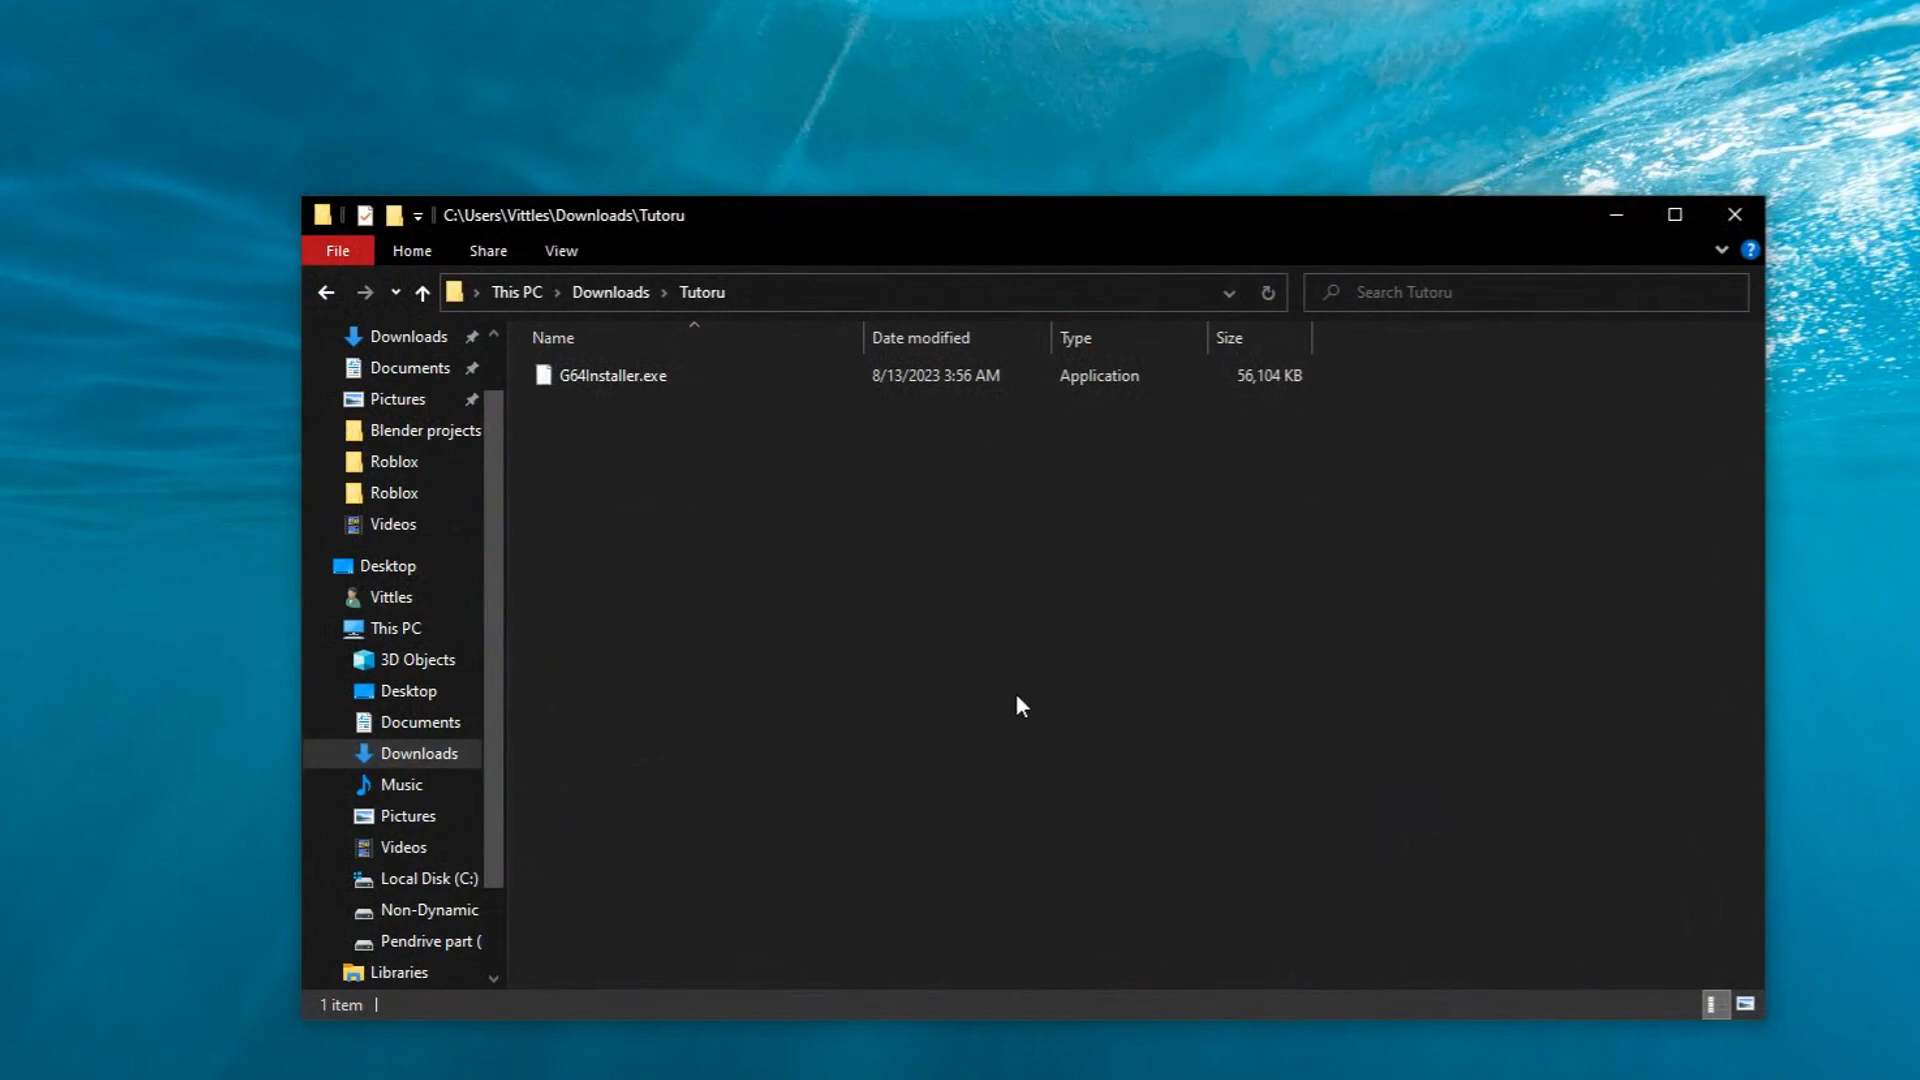 C:\Users\Vittles\Downloads\Tutoru
File Home Share View
This PC Downloads Tutoru
Search Tutoru
Name Date modified Type Size
G64Installer.exe 8/13/2023 3:56 AM Application 56,104 KB
Downloads
Documents
Pictures
Blender projects
Roblox
Roblox
Videos
Desktop
Vittles
This PC
3D Objects
Desktop
Documents
Downloads
Music
Pictures
Videos
Local Disk (C:)
Non-Dynamic
Pendrive part (
Libraries
1 item